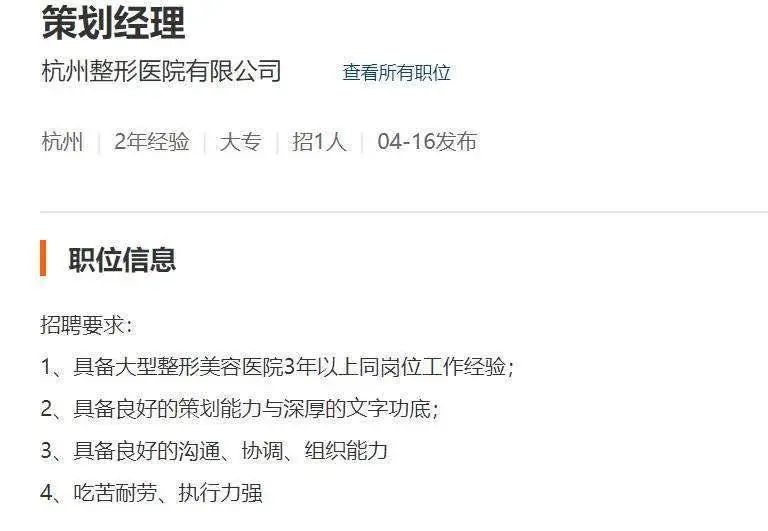 策划经理
杭州整形医院有限公司 查看所有职位
杭州 | 2年经验 | 大专 | 招1人 | 04-16发布
职位信息
招聘要求：
1、具备大型整形美容医院3年以上同岗位工作经验；
2、具备良好的策划能力与深厚的文字功底；
3、具备良好的沟通、协调、组织能力
4、吃苦耐劳、执行力强